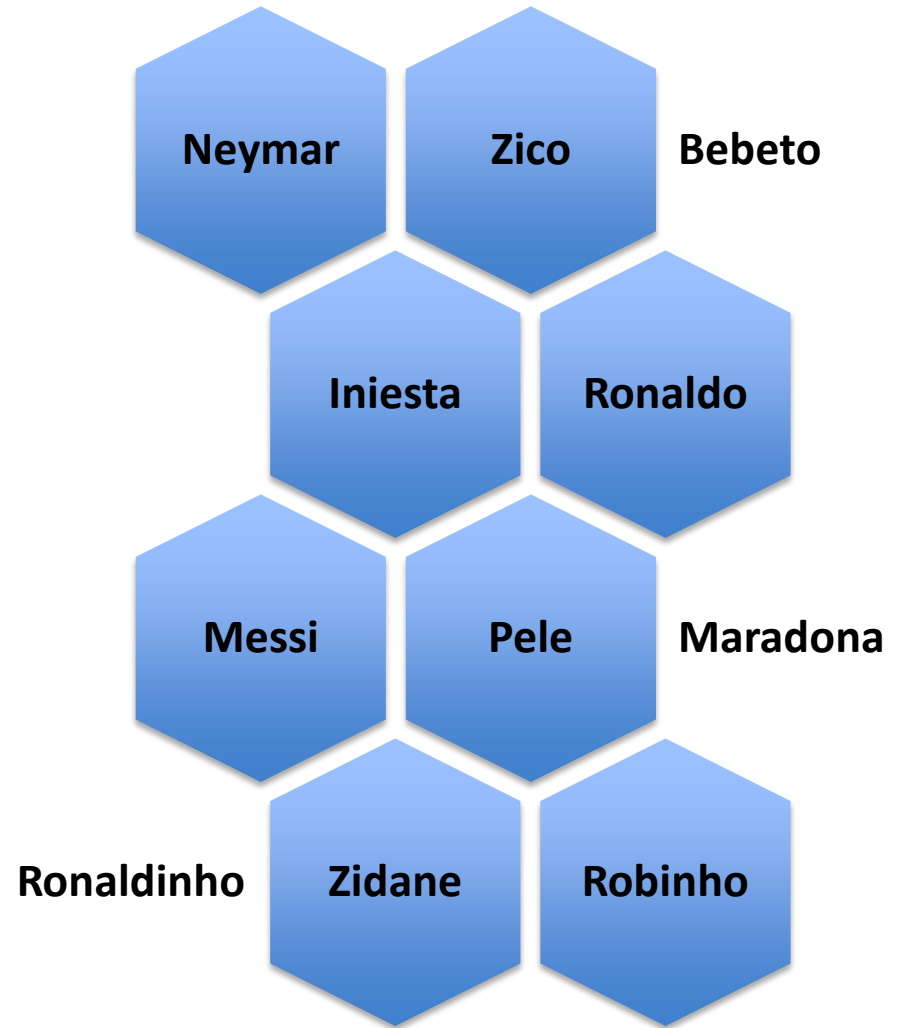 Neymar Zico Bebeto
Iniesta Ronaldo
Messi Pele Maradona
Ronaldinho Zidane Robinho